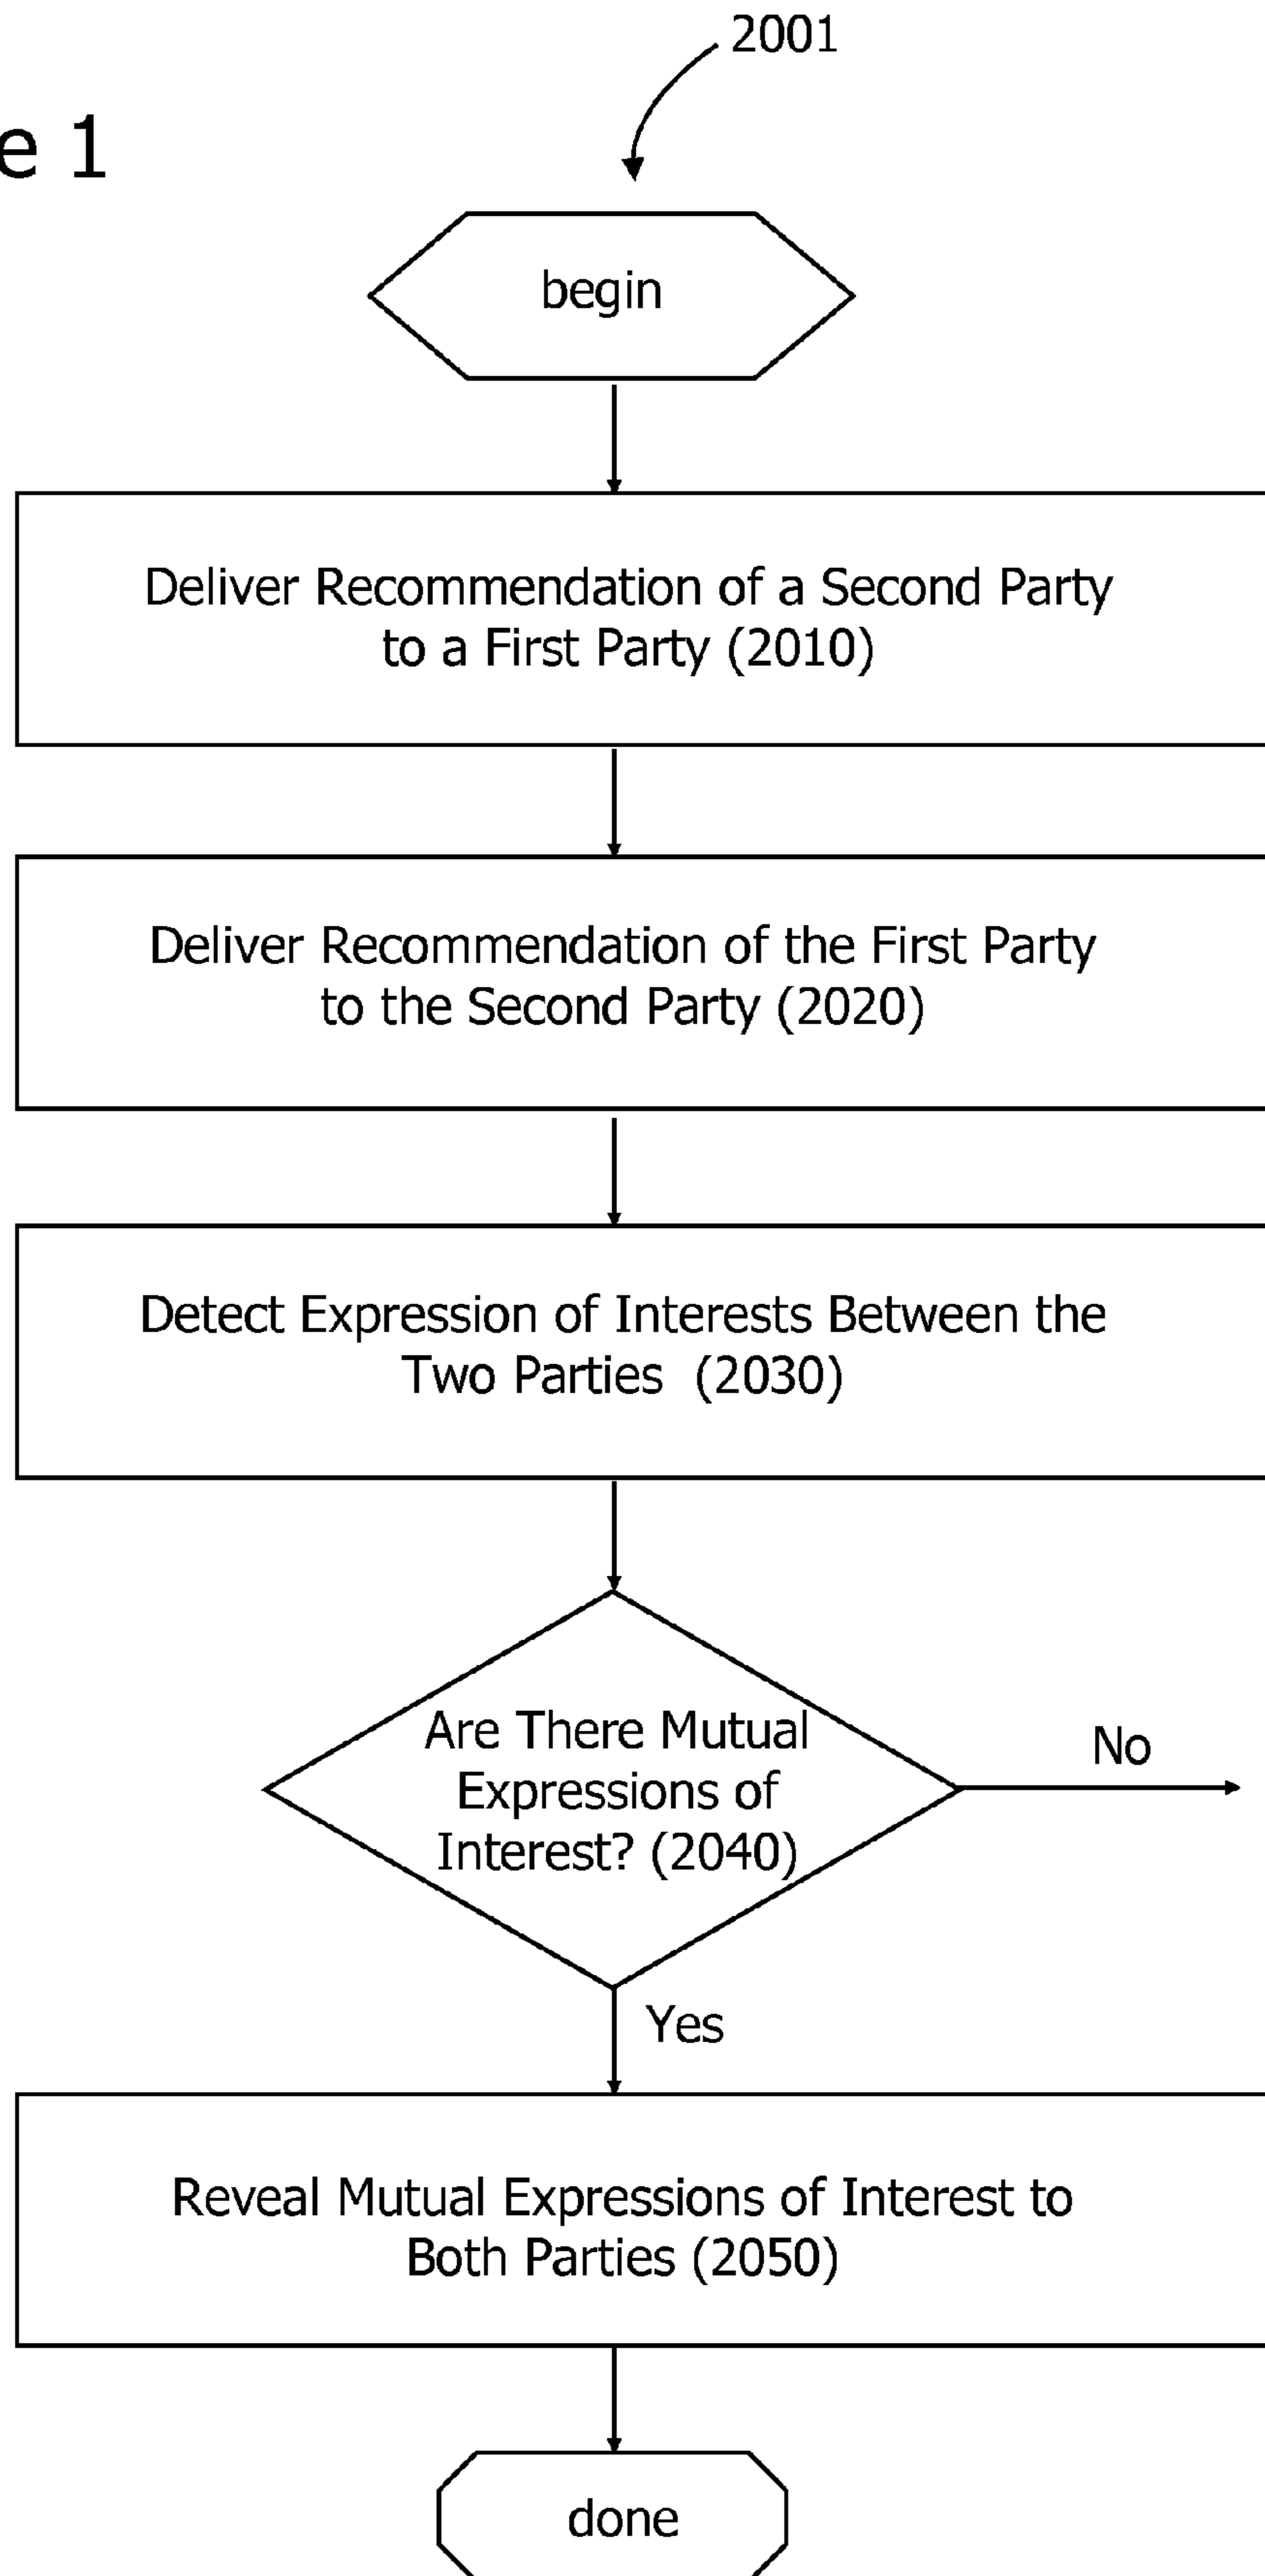 2001
e 1
begin
Deliver Recommendation of a Second Party
to a First Party (2010)
Deliver Recommendation of the First Party
to the Second Party (2020)
Detect Expression of Interests Between the
Two Parties (2030)
Are There Mutual
Expressions of
Interest? (2040)
No
Yes
Reveal Mutual Expressions of Interest to
Both Parties (2050)
done